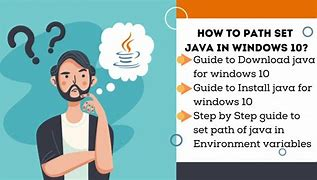 HOW TO PATH SET
JAVA IN WINDOWS 10?
Guide to Download java
for windows 10
Guide to Install java for
windows 10
Step by Step guide to
set path of java in
Environment variables